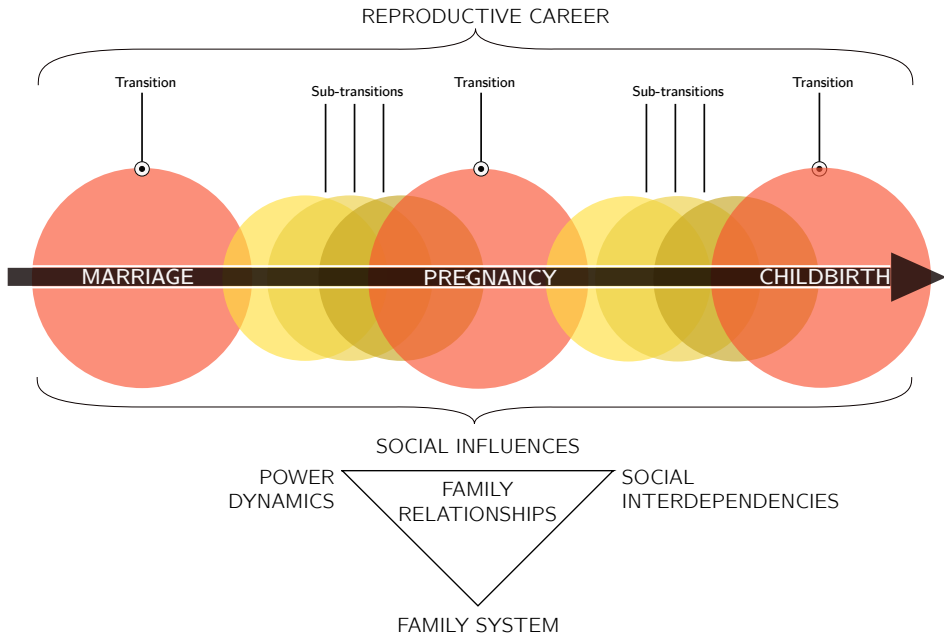 REPRODUCTIVE CAREER
Transition
Sub-transitions
Transition
Sub-transitions
Transition
MARRIAGE
PREGNANCY
CHILDBIRTH
SOCIAL INFLUENCES
POWER
DYNAMICS
FAMILY
RELATIONSHIPS
SOCIAL
INTERDEPENDENCIES
FAMILY SYSTEM